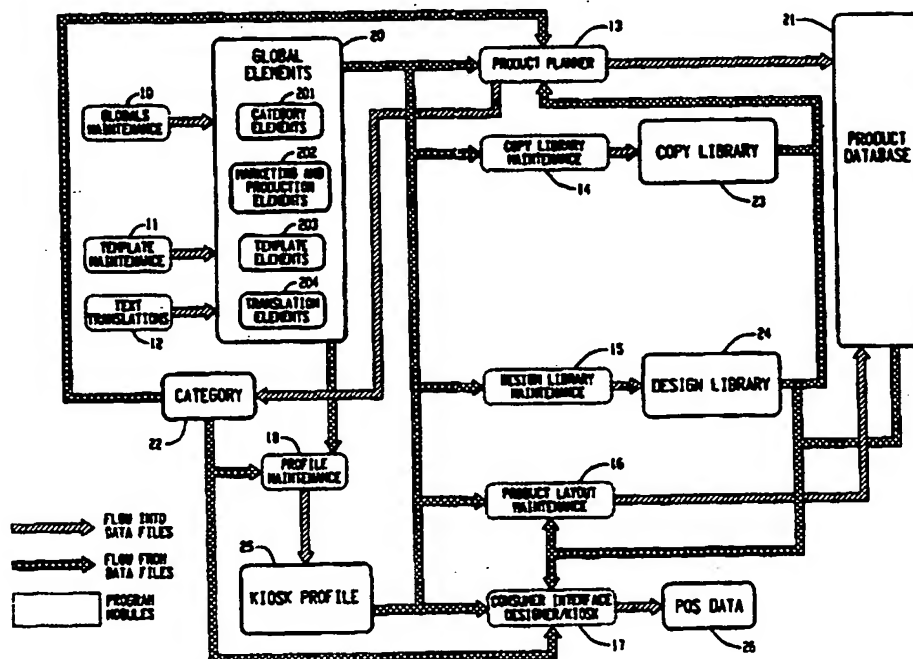 20
GLOBAL
ELEMENTS
201
CATEGORY
ELEMENTS
202
MARKETING AND
PRODUCTION
ELEMENTS
203
TEMPLATE
ELEMENTS
204
TRANSLATION
ELEMENTS
10
GLOBALS
MAINTENANCE
11
TEMPLATE
MAINTENANCE
TEXT
TRANSLATIONS
12
13
PRODUCT PLANNER
21
PRODUCT
DATABASE
COPY LIBRARY
MAINTENANCE
14
COPY LIBRARY
23
15
DESIGN LIBRARY
MAINTENANCE
24
DESIGN LIBRARY
CATEGORY
22
18
PROFILE
MAINTENANCE
16
PRODUCT LAYOUT
MAINTENANCE
FLOW INTO
DATA FILES
FLOW FROM
DATA FILES
PROGRAM
MODULES
25
KIOSK PROFILE
CONSUMER INTERFACE
DESIGNER/KIOSK
17
POS DATA
26